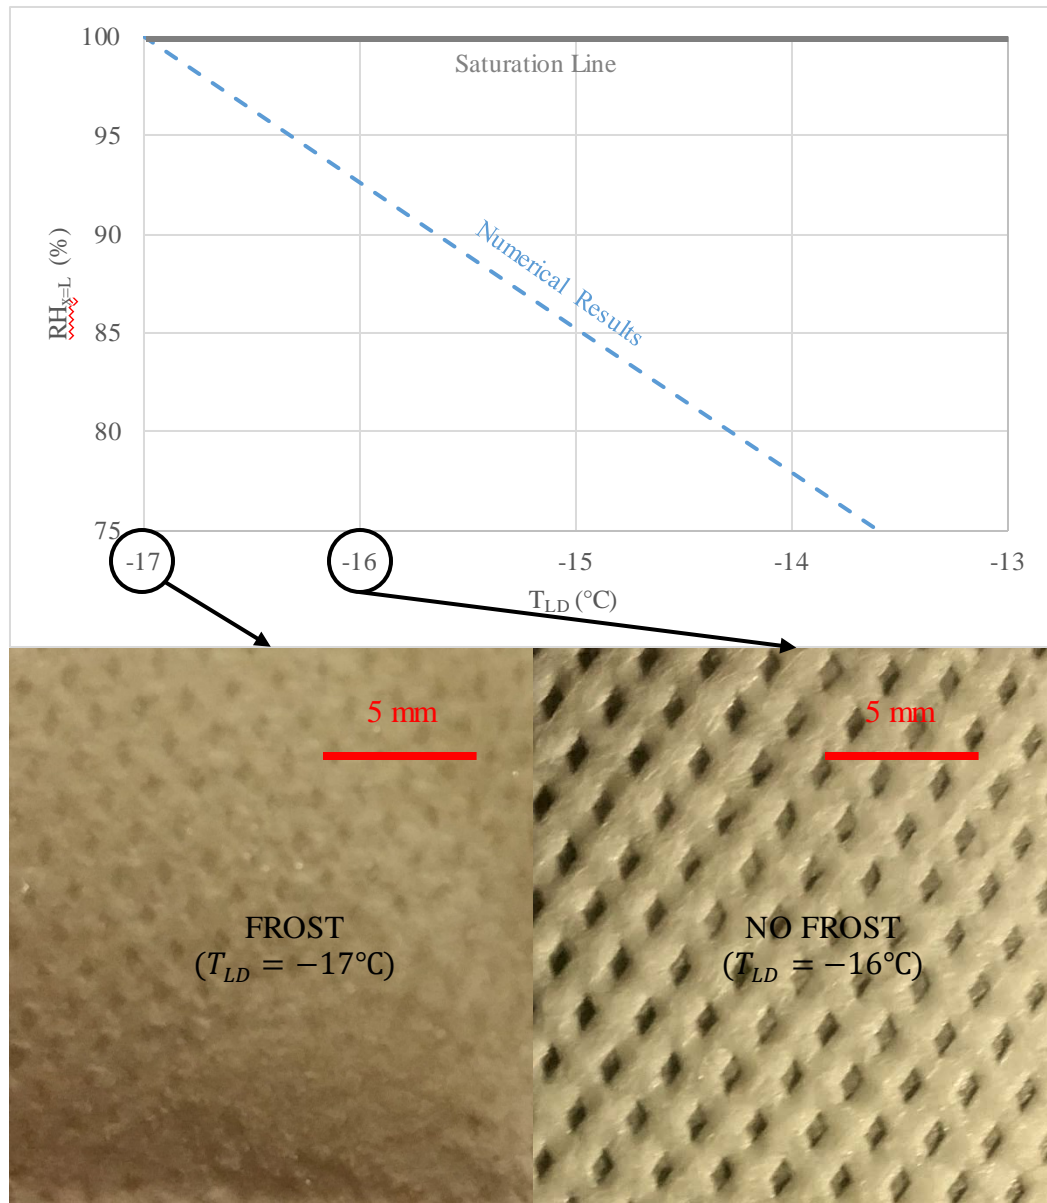 100
Saturation Line
95
90
85
80
75
RHx=L (%)
Numerical Results
-17
-16
-15
-14
-13
TLD (°C)
5 mm
5 mm
FROST
(TLD = −17℃)
NO FROST
(TLD = −16℃)